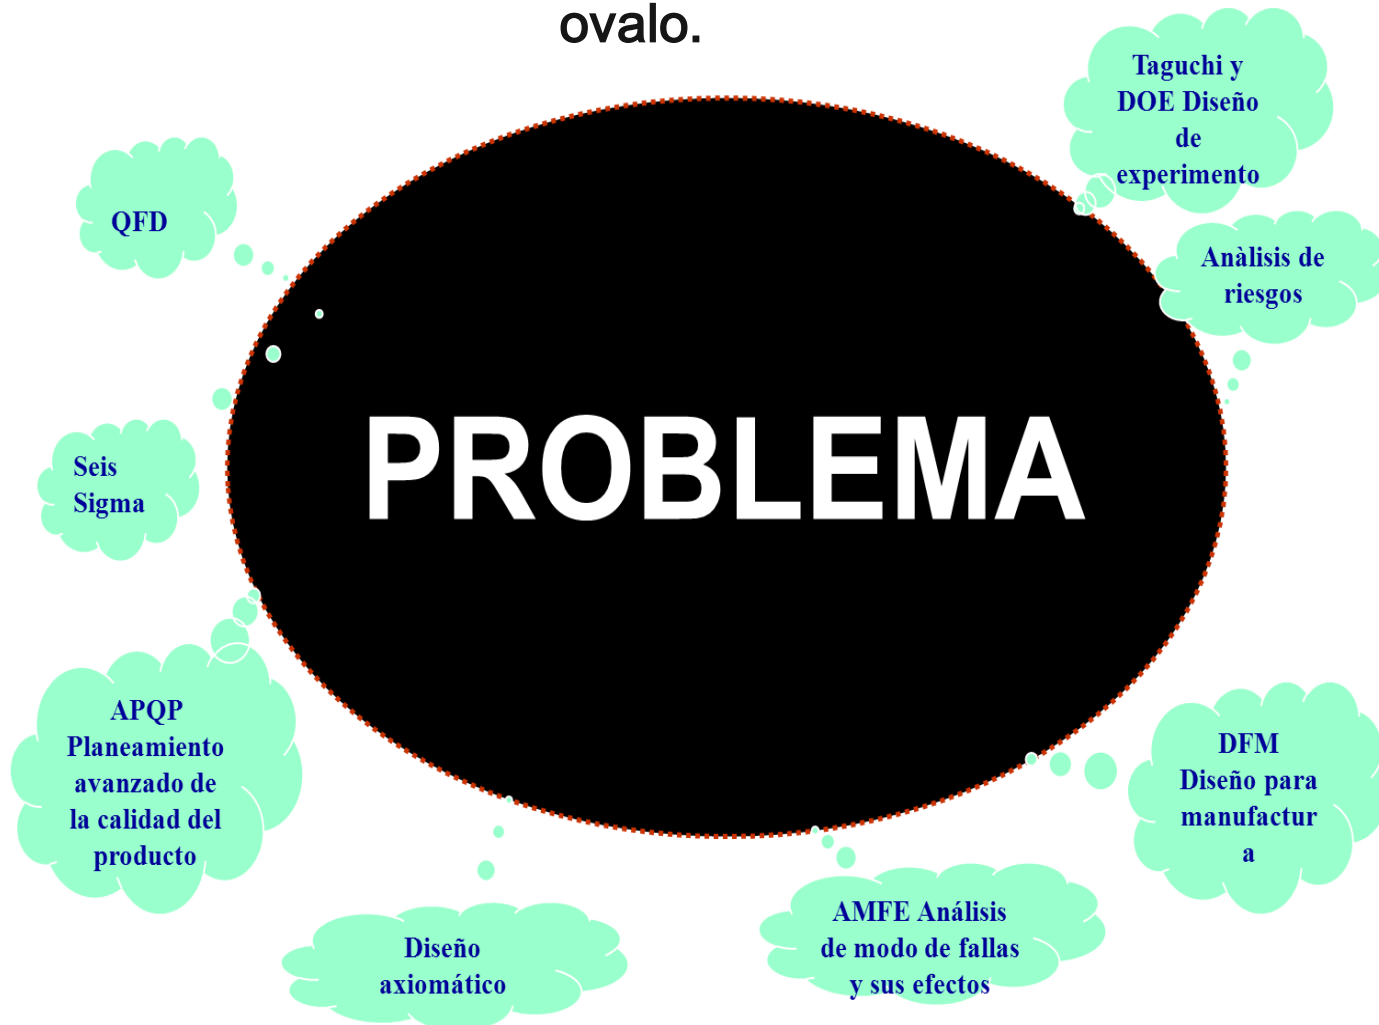 ovalo.
Taguchi y
DOE Diseño
de
experimento
QFD
Anàlisis de
riesgos
PROBLEMA
Seis
Sigma
APQP
Planeamiento
avanzado de
la calidad del
producto
DFM
Diseño para
manufactur
a
AMFE Análisis
de modo de fallas
y sus efectos
Diseño
axiomático